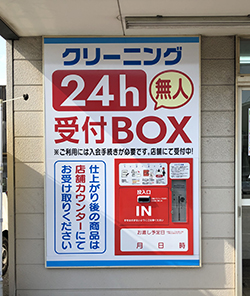 クリーニング
24h
無人
受付BOX
※ご利用には入会手続きが必要です。店舗にて受付中!
仕上がり後の商品は
店舗カウンターにて
お受け取りください
投入口
IN
お渡し予定日
月 日 時